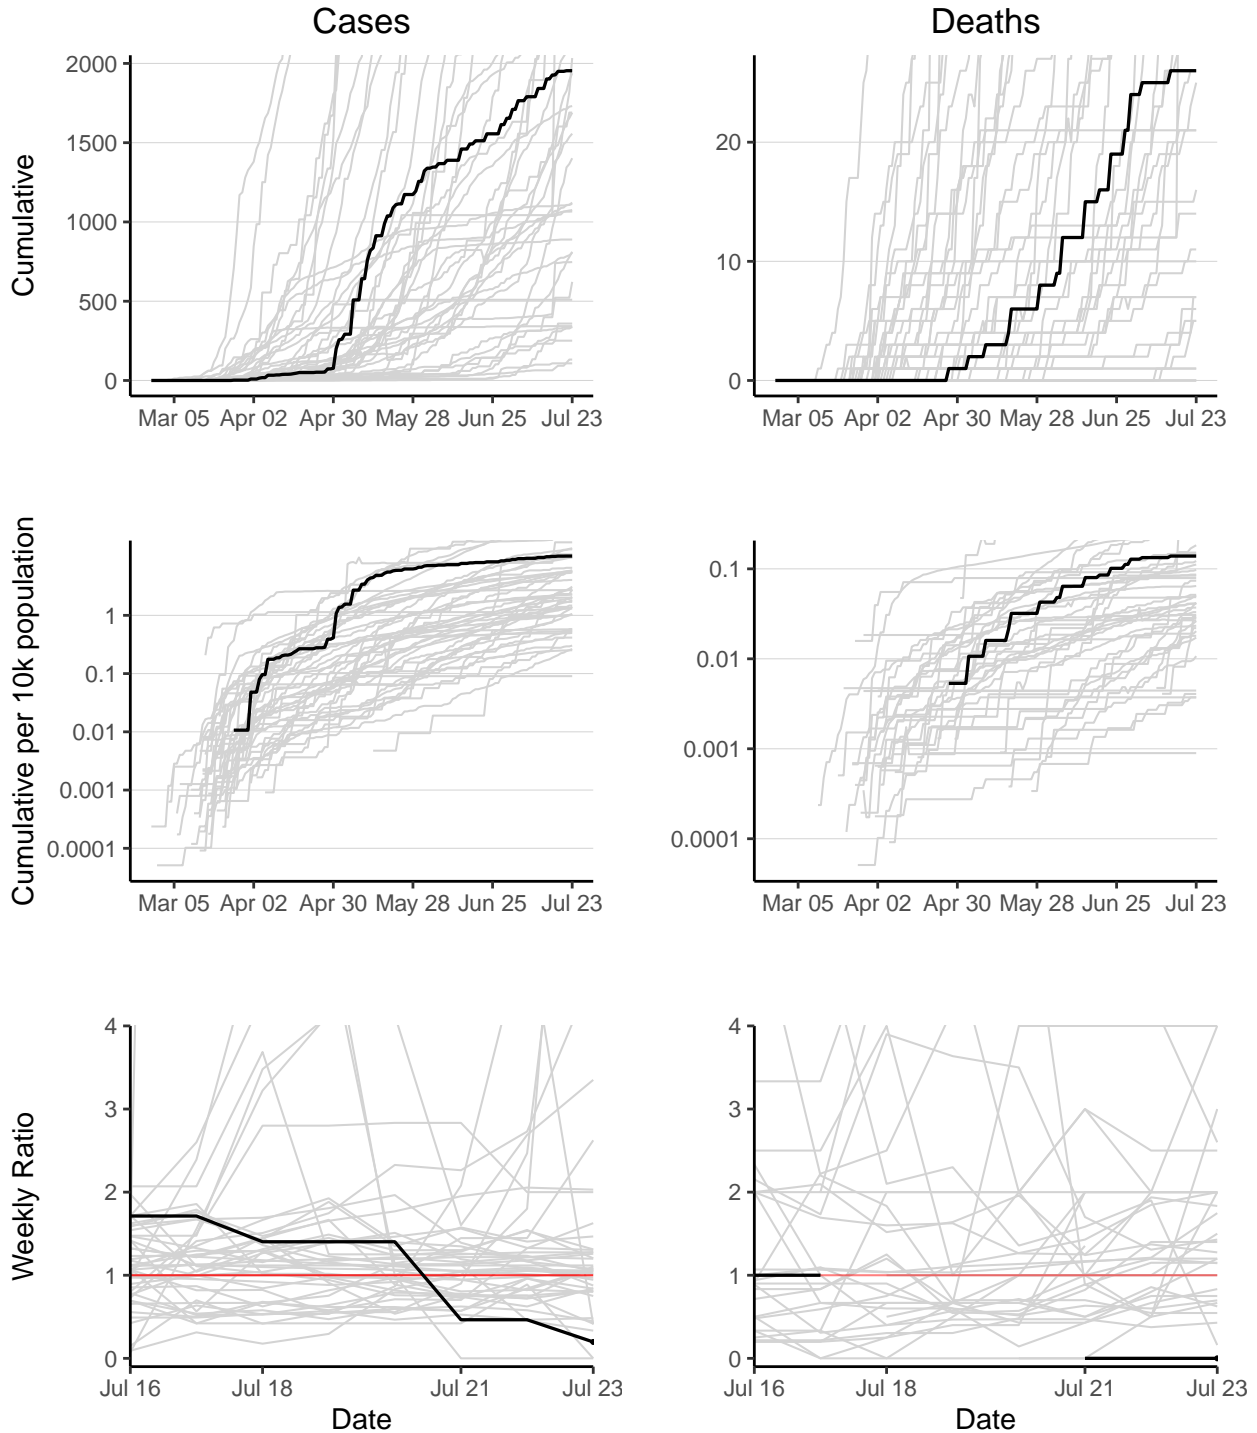 Cases
Deaths
Cumulative
2000
1500
1000
500
0
Mar 05 Apr 02 Apr 30 May 28 Jun 25 Jul 23
20
10
0
Mar 05 Apr 02 Apr 30 May 28 Jun 25 Jul 23
Cumulative per 10k population
1
0.1
0.01
0.001
0.0001
Mar 05 Apr 02 Apr 30 May 28 Jun 25 Jul 23
0.1
0.01
0.001
0.0001
Mar 05 Apr 02 Apr 30 May 28 Jun 25 Jul 23
Weekly Ratio
4
3
2
1
0
Jul 16 Jul 18 Jul 21 Jul 23
Date
4
3
2
1
0
Jul 16 Jul 18 Jul 21 Jul 23
Date